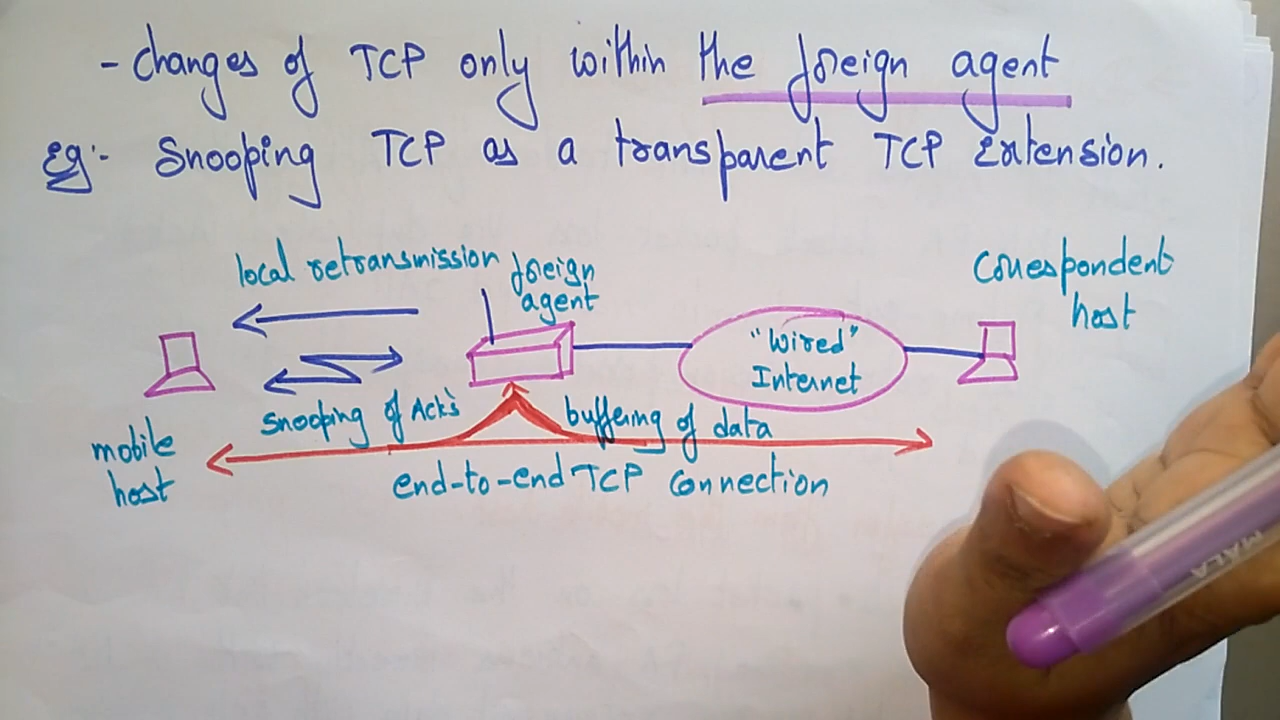 - changes of TCP only within the foreign agent
Eg:- Snooping TCP as a transparent TCP Extension.
local retransmission
foreign
agent
Correspondent
host
"Wired"
Internet
Snooping of Ack's
buffering of data
mobile
host
end-to-end TCP Connection
MALA